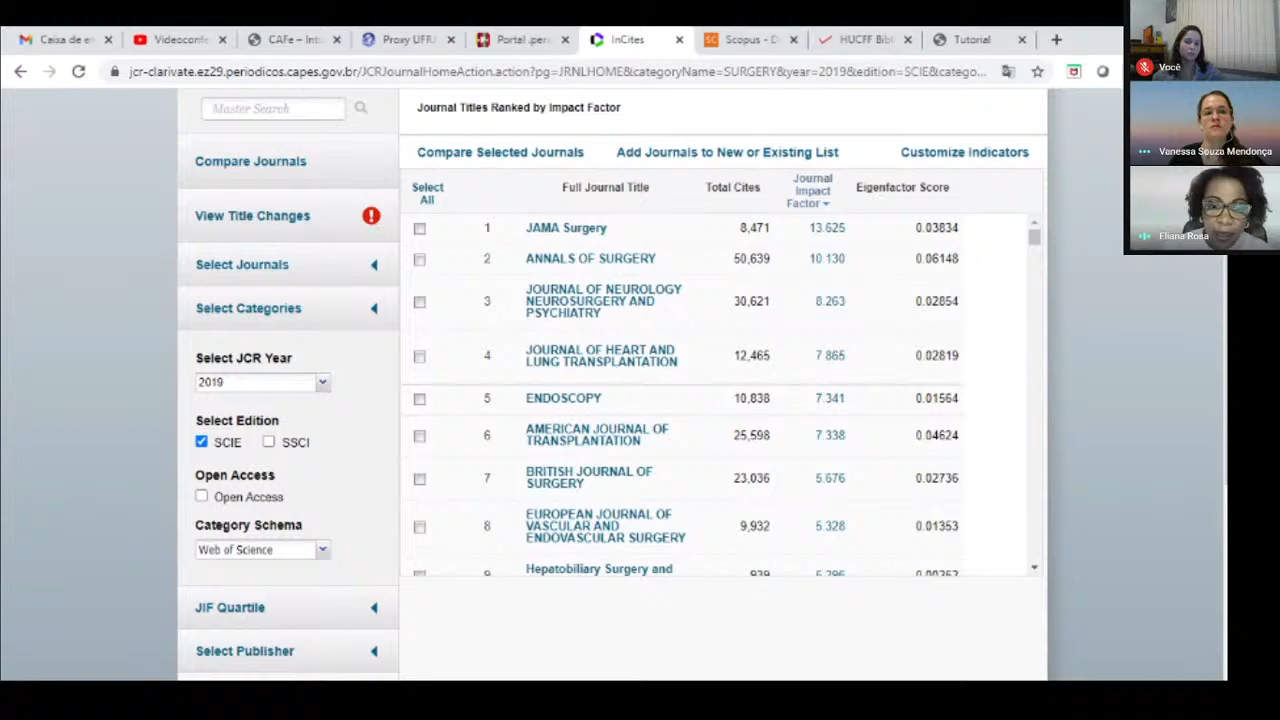 Caixa de e
Videoconfe
CAFe – Intr
Proxy UFRJ
Portal .peri
InCites
Scopus - D
HUCFF Bibl
Tutorial
jcr-clarivate.ez29.periodicos.capes.gov.br/JCRJournalHomeAction.action?pg=JRNLHOME&categoryName=SURGERY&year=2019&edition=SCIE&catego...
Você
Vanessa Souza Mendonça
Eliana Rosa
Master Search
Compare Journals
View Title Changes
Select Journals
Select Categories
Select JCR Year
2019
Select Edition
SCIE SSCI
Open Access
Open Access
Category Schema
Web of Science
JIF Quartile
Select Publisher
Journal Titles Ranked by Impact Factor
Compare Selected Journals Add Journals to New or Existing List Customize Indicators
Select
All
Full Journal Title
Total Cites
Journal
Impact
Factor
Eigenfactor Score
1 JAMA Surgery 8,471 13.625 0.03834
2 ANNALS OF SURGERY 50,639 10.130 0.06148
JOURNAL OF NEUROLOGY
3 NEUROSURGERY AND 30,621 8.263 0.02854
PSYCHIATRY
4 JOURNAL OF HEART AND 12,465 7.865 0.02819
LUNG TRANSPLANTATION
5 ENDOSCOPY 10,838 7.341 0.01564
6 AMERICAN JOURNAL OF 25,598 7.338 0.04624
TRANSPLANTATION
7 BRITISH JOURNAL OF 23,036 5.676 0.02736
SURGERY
EUROPEAN JOURNAL OF
8 VASCULAR AND 9,932 5.328 0.01353
ENDOVASCULAR SURGERY
9 Hepatobiliary Surgery and 939 5.296